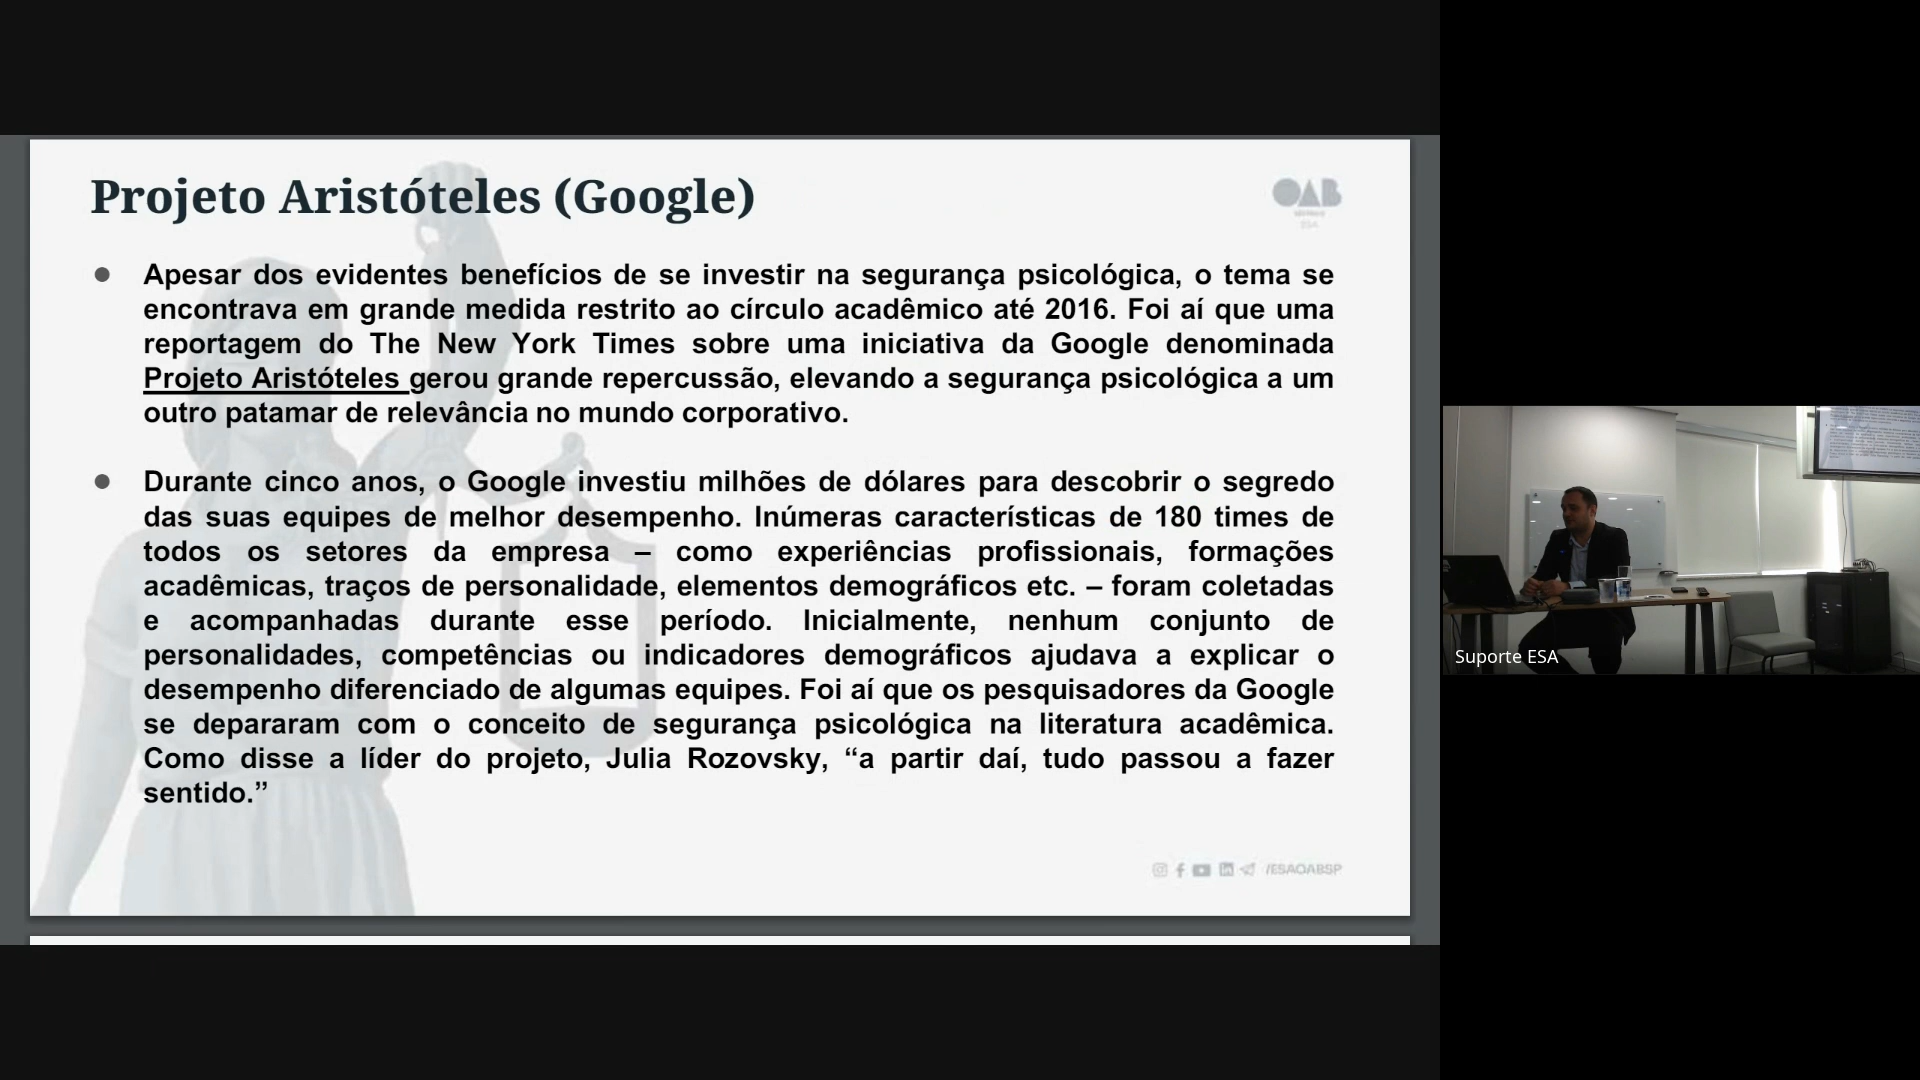 Projeto Aristóteles (Google)
OAB
ESA
● Apesar dos evidentes benefícios de se investir na segurança psicológica, o tema se
encontrava em grande medida restrito ao círculo acadêmico até 2016. Foi aí que uma
reportagem do The New York Times sobre uma iniciativa da Google denominada
Projeto Aristóteles gerou grande repercussão, elevando a segurança psicológica a um
outro patamar de relevância no mundo corporativo.
● Durante cinco anos, o Google investiu milhões de dólares para descobrir o segredo
das suas equipes de melhor desempenho. Inúmeras características de 180 times de
todos os setores da empresa – como experiências profissionais, formações
acadêmicas, traços de personalidade, elementos demográficos etc. – foram coletadas
e acompanhadas durante esse período. Inicialmente, nenhum conjunto de
personalidades, competências ou indicadores demográficos ajudava a explicar o
desempenho diferenciado de algumas equipes. Foi aí que os pesquisadores da Google
se depararam com o conceito de segurança psicológica na literatura acadêmica.
Como disse a líder do projeto, Julia Rozovsky, “a partir daí, tudo passou a fazer
sentido.”
/ESAOABSP
Suporte ESA